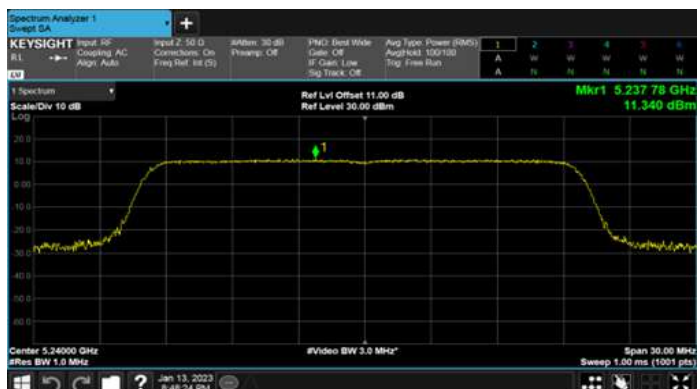 Spectrum Analyzer 1
Swept SA
+
KEYSIGHT
Input: RF
Coupling: AC
Align: Auto
Input Z: 50 Ω
Corrections: On
Freq Ref: Int (S)
#Atten: 30 dB
Preamp: Off
PNO: Best Wide
Gate: Off
IF Gain: Low
Sig Track: Off
Avg Type: Power (RMS)
Avg|Hold: 100/100
Trig: Free Run
1 2 3 4 5 6
A W W W W W
A N N N N N
1 Spectrum
Scale/Div 10 dB
Ref Lvl Offset 11.00 dB
Ref Level 30.00 dBm
Mkr1 5.237 78 GHz
11.340 dBm
Log
20.0
10.0
0.00
-10.0
-20.0
-30.0
-40.0
-50.0
-60.0
1
Center 5.24000 GHz
#Res BW 1.0 MHz
#Video BW 3.0 MHz*
Span 30.00 MHz
Sweep 1.00 ms (1001 pts)
?
Jan 13, 2023
8:48:24 PM